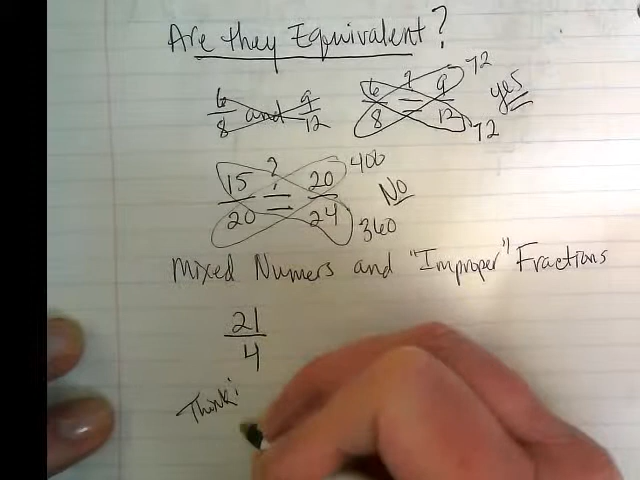 Are they Equivalent?
6/8 and 9/12 6/8 ?= 9/12 72 72 yes
15/20 ?= 20/24 400 360 No
Mixed Numers and "Improper" Fractions
21/4
Think: